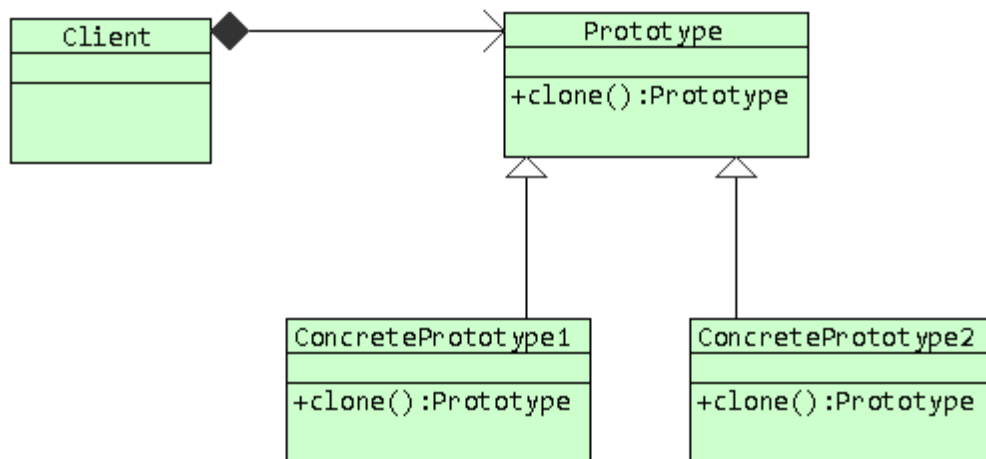 Client
Prototype
+clone():Prototype
ConcretePrototype1
+clone():Prototype
ConcretePrototype2
+clone():Prototype